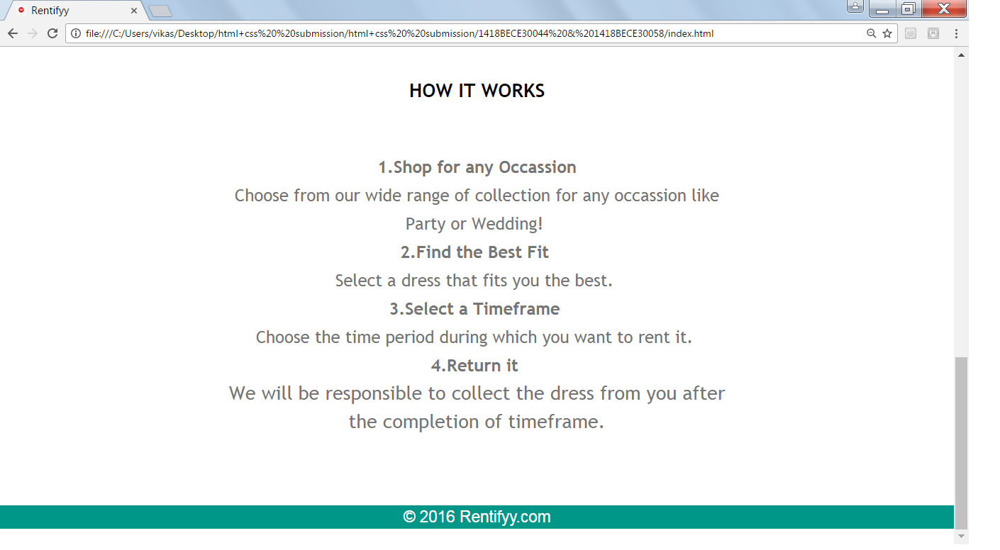 Rentifyy
file:///C:/Users/vikas/Desktop/html+css%20%20submission/html+css%20%20submission/1418BECE30044%20&%201418BECE30058/index.html
HOW IT WORKS
1.Shop for any Occassion
Choose from our wide range of collection for any occassion like
Party or Wedding!
2.Find the Best Fit
Select a dress that fits you the best.
3.Select a Timeframe
Choose the time period during which you want to rent it.
4.Return it
We will be responsible to collect the dress from you after
the completion of timeframe.
© 2016 Rentifyy.com